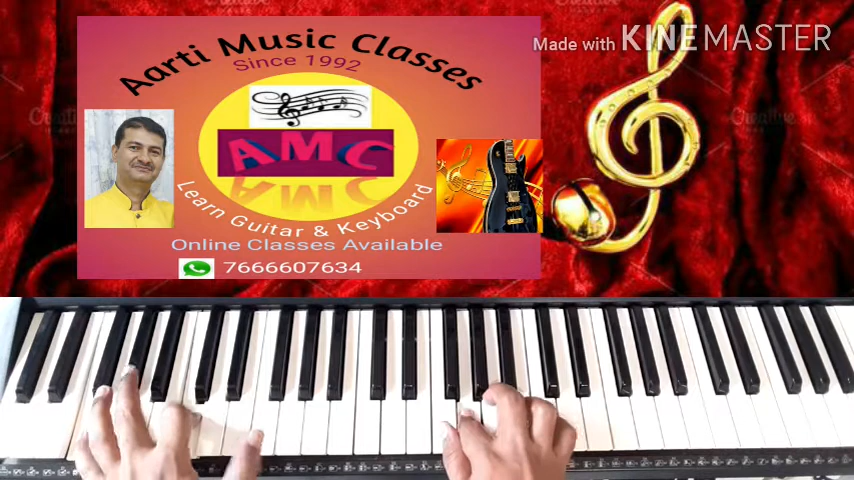 Made with KINEMASTER
Aarti Music Classes
Since 1992
AMC
Learn Guitar & Keyboard
Online Classes Available
7666607634